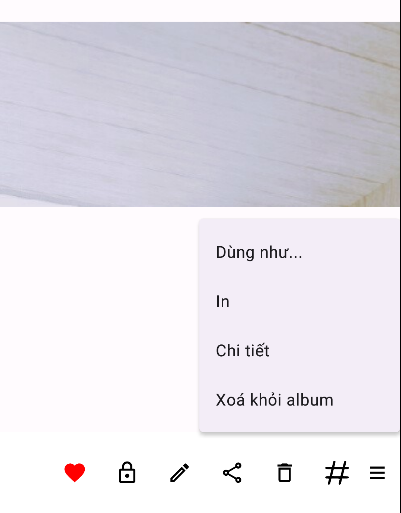 Dùng như...
In
Chi tiết
Xoá khỏi album